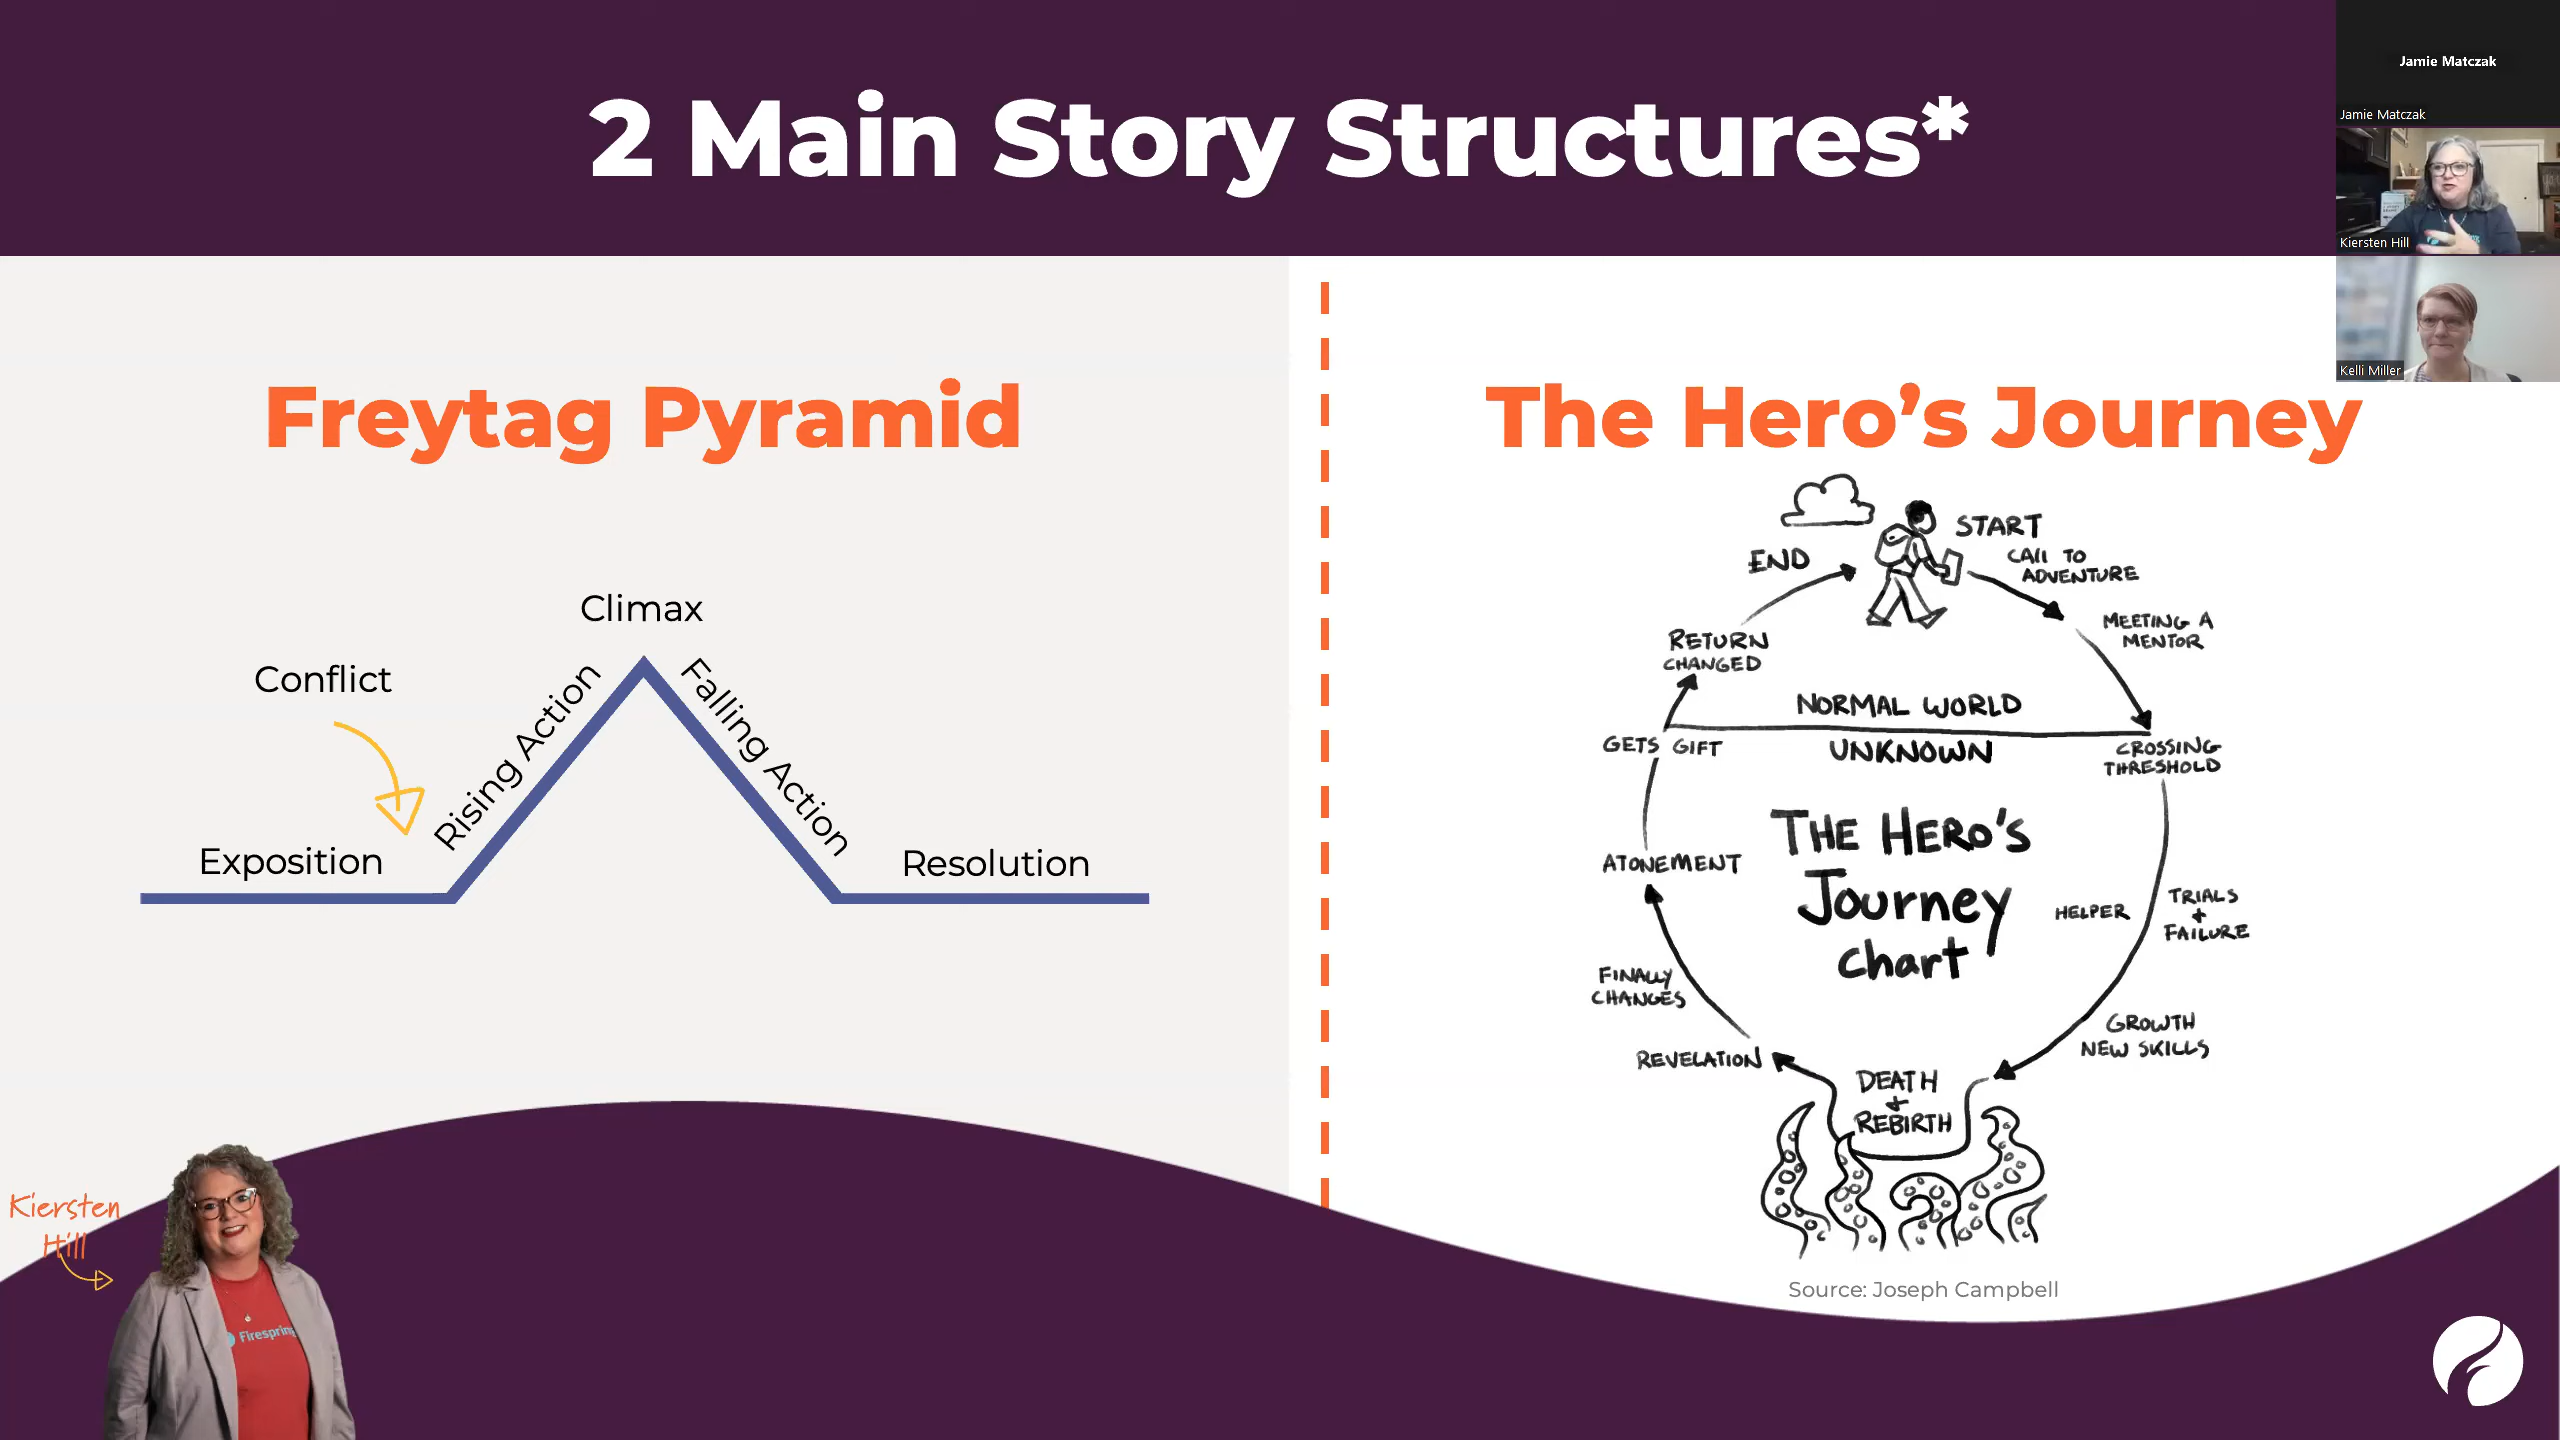 2 Main Story Structures*
Jamie Matczak
Jamie Matczak
Kiersten Hill
Kelli Miller
Freytag Pyramid
Climax
Conflict
Rising Action
Falling Action
Exposition
Resolution
The Hero’s Journey
START
CALL TO
ADVENTURE
MEETING A
MENTOR
NORMAL WORLD
UNKNOWN
CROSSING
THRESHOLD
THE HERO'S
JOURNEY
CHART
HELPER
TRIALS
+
FAILURE
GROWTH
NEW SKILLS
DEATH
+
REBIRTH
REVELATION
FINALLY
CHANGES
ATONEMENT
GETS GIFT
RETURN
CHANGED
END
Source: Joseph Campbell
Kiersten
Hill
Firespring